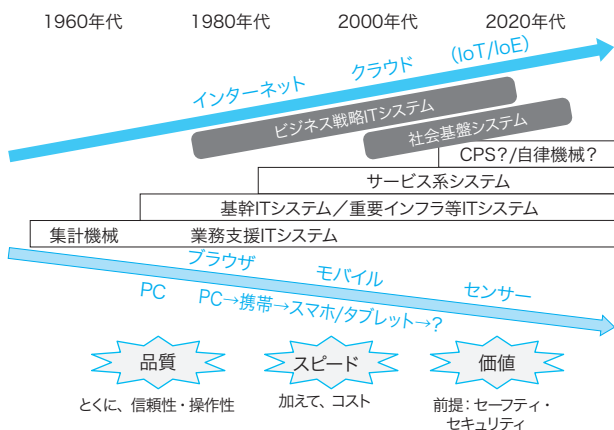 1960年代 1980年代 2000年代 2020年代
インターネット クラウド (IoT/IoE)
ビジネス戦略ITシステム
社会基盤システム
CPS?/自律機械?
サービス系システム
基幹ITシステム/重要インフラ等ITシステム
集計機械 業務支援ITシステム
ブラウザ モバイル センサー
PC PC→携帯→スマホ/タブレット→?
品質 スピード 価値
とくに、信頼性・操作性 加えて、コスト 前提:セーフティ・
セキュリティ